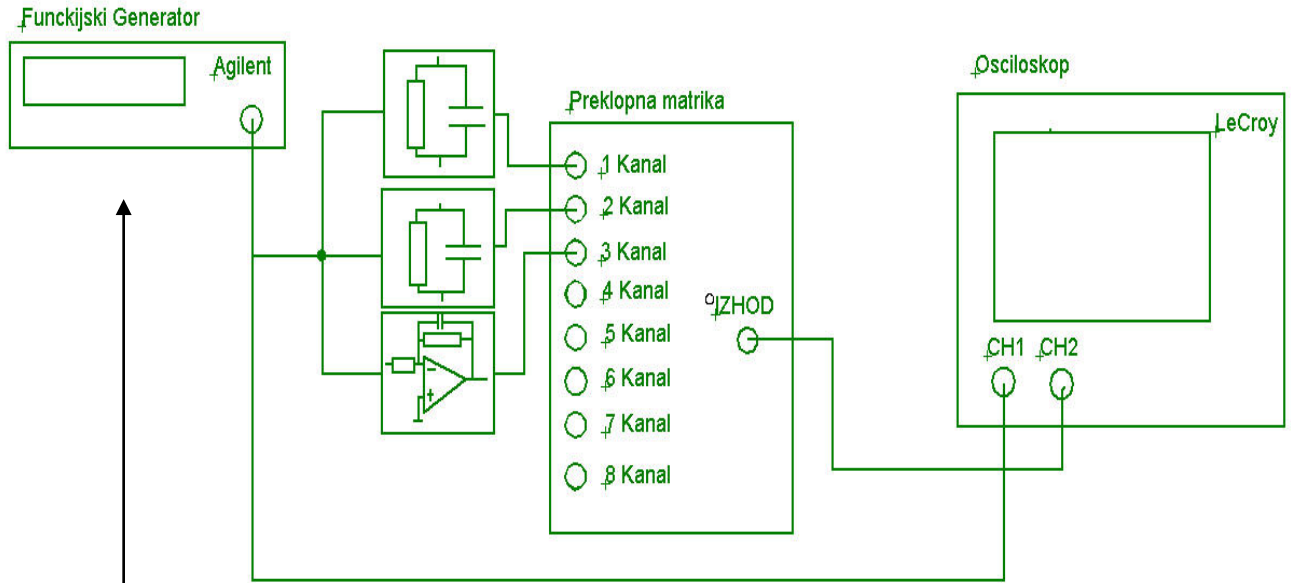 Funckijski Generator
Agilent
Preklopna matrika
1 Kanal
2 Kanal
3 Kanal
4 Kanal
5 Kanal
6 Kanal
7 Kanal
8 Kanal
IZHOD
Osciloskop
LeCroy
CH1 CH2